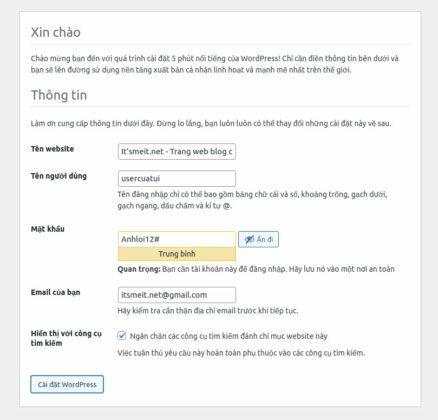 Xin chào
Chào mừng bạn đến với quá trình cài đặt 5 phút nổi tiếng của WordPress! Chỉ cần điền thông tin bên dưới và
bạn sẽ lên đường sử dụng nền tảng xuất bản cá nhân linh hoạt và mạnh mẽ nhất trên thế giới.
Thông tin
Làm ơn cung cấp thông tin dưới đây. Đừng lo lắng, bạn luôn luôn có thể thay đổi những cài đặt này về sau.
Tên website
It'smeit.net - Trang web blog c
Tên người dùng
usercuatui
Tên đăng nhập chỉ có thể bao gồm bảng chữ cái và số, khoảng trống, gạch dưới,
gạch ngang, dấu chấm và kí tự @.
Mật khẩu
Anhloi12#
Ẩn đi
Trung bình
Quan trọng: Bạn cần tài khoản này để đăng nhập. Hãy lưu nó vào một nơi an toàn
Email của bạn
itsmeit.net@gmail.com
Hãy kiểm tra cẩn thận địa chỉ email trước khi tiếp tục.
Hiển thị với công cụ
tìm kiếm
Ngăn chặn các công cụ tìm kiếm đánh chỉ mục website này
Việc tuân thủ yêu cầu này hoàn toàn phụ thuộc vào các công cụ tìm kiếm.
Cài đặt WordPress